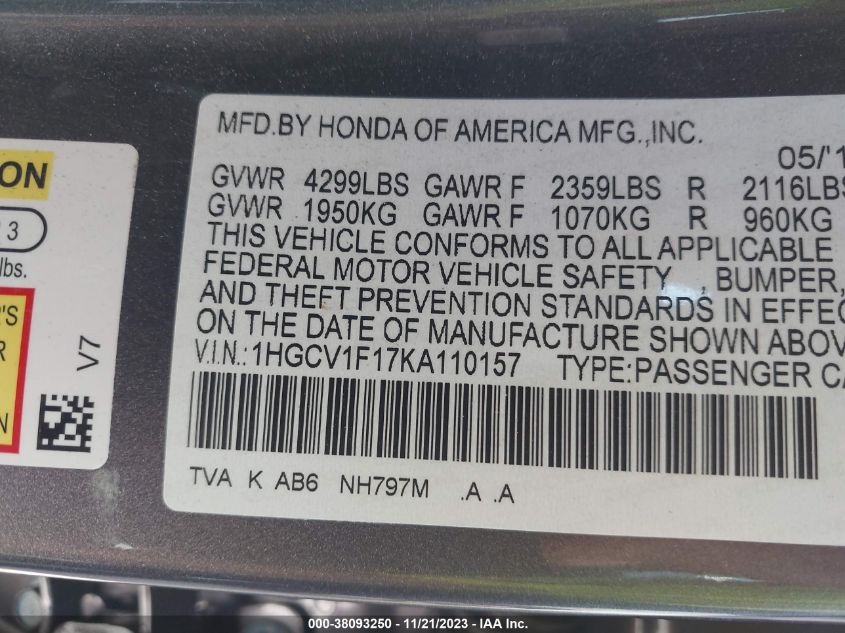 ON
3
lbs.
R'S
R
N
V7
MFD.BY HONDA OF AMERICA MFG.,INC.
05/'1
GVWR 4299LBS GAWR F 2359LBS R 2116LBS
GVWR 1950KG GAWR F 1070KG R 960KG
THIS VEHICLE CONFORMS TO ALL APPLICABLE
FEDERAL MOTOR VEHICLE SAFETY , BUMPER,
AND THEFT PREVENTION STANDARDS IN EFFEC
ON THE DATE OF MANUFACTURE SHOWN ABOV
V.I.N.:1HGCV1F17KA110157 TYPE:PASSENGER CA
TVA K AB6 NH797M .A .A
000-38093250 - 11/21/2023 - IAAI.COM